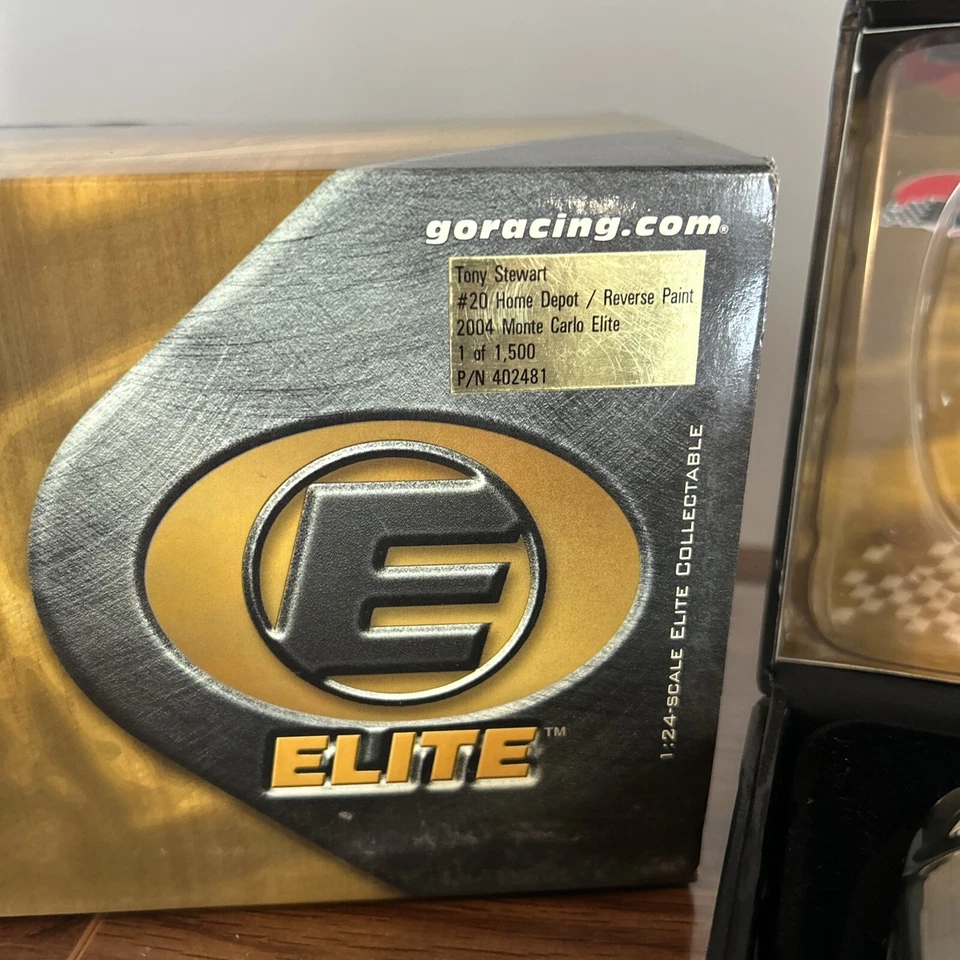 goracing.com®
Tony Stewart
#20 Home Depot / Reverse Paint
2004 Monte Carlo Elite
1 of 1,500
P/N 402481
E
ELITE™
1:24-SCALE ELITE COLLECTABLE